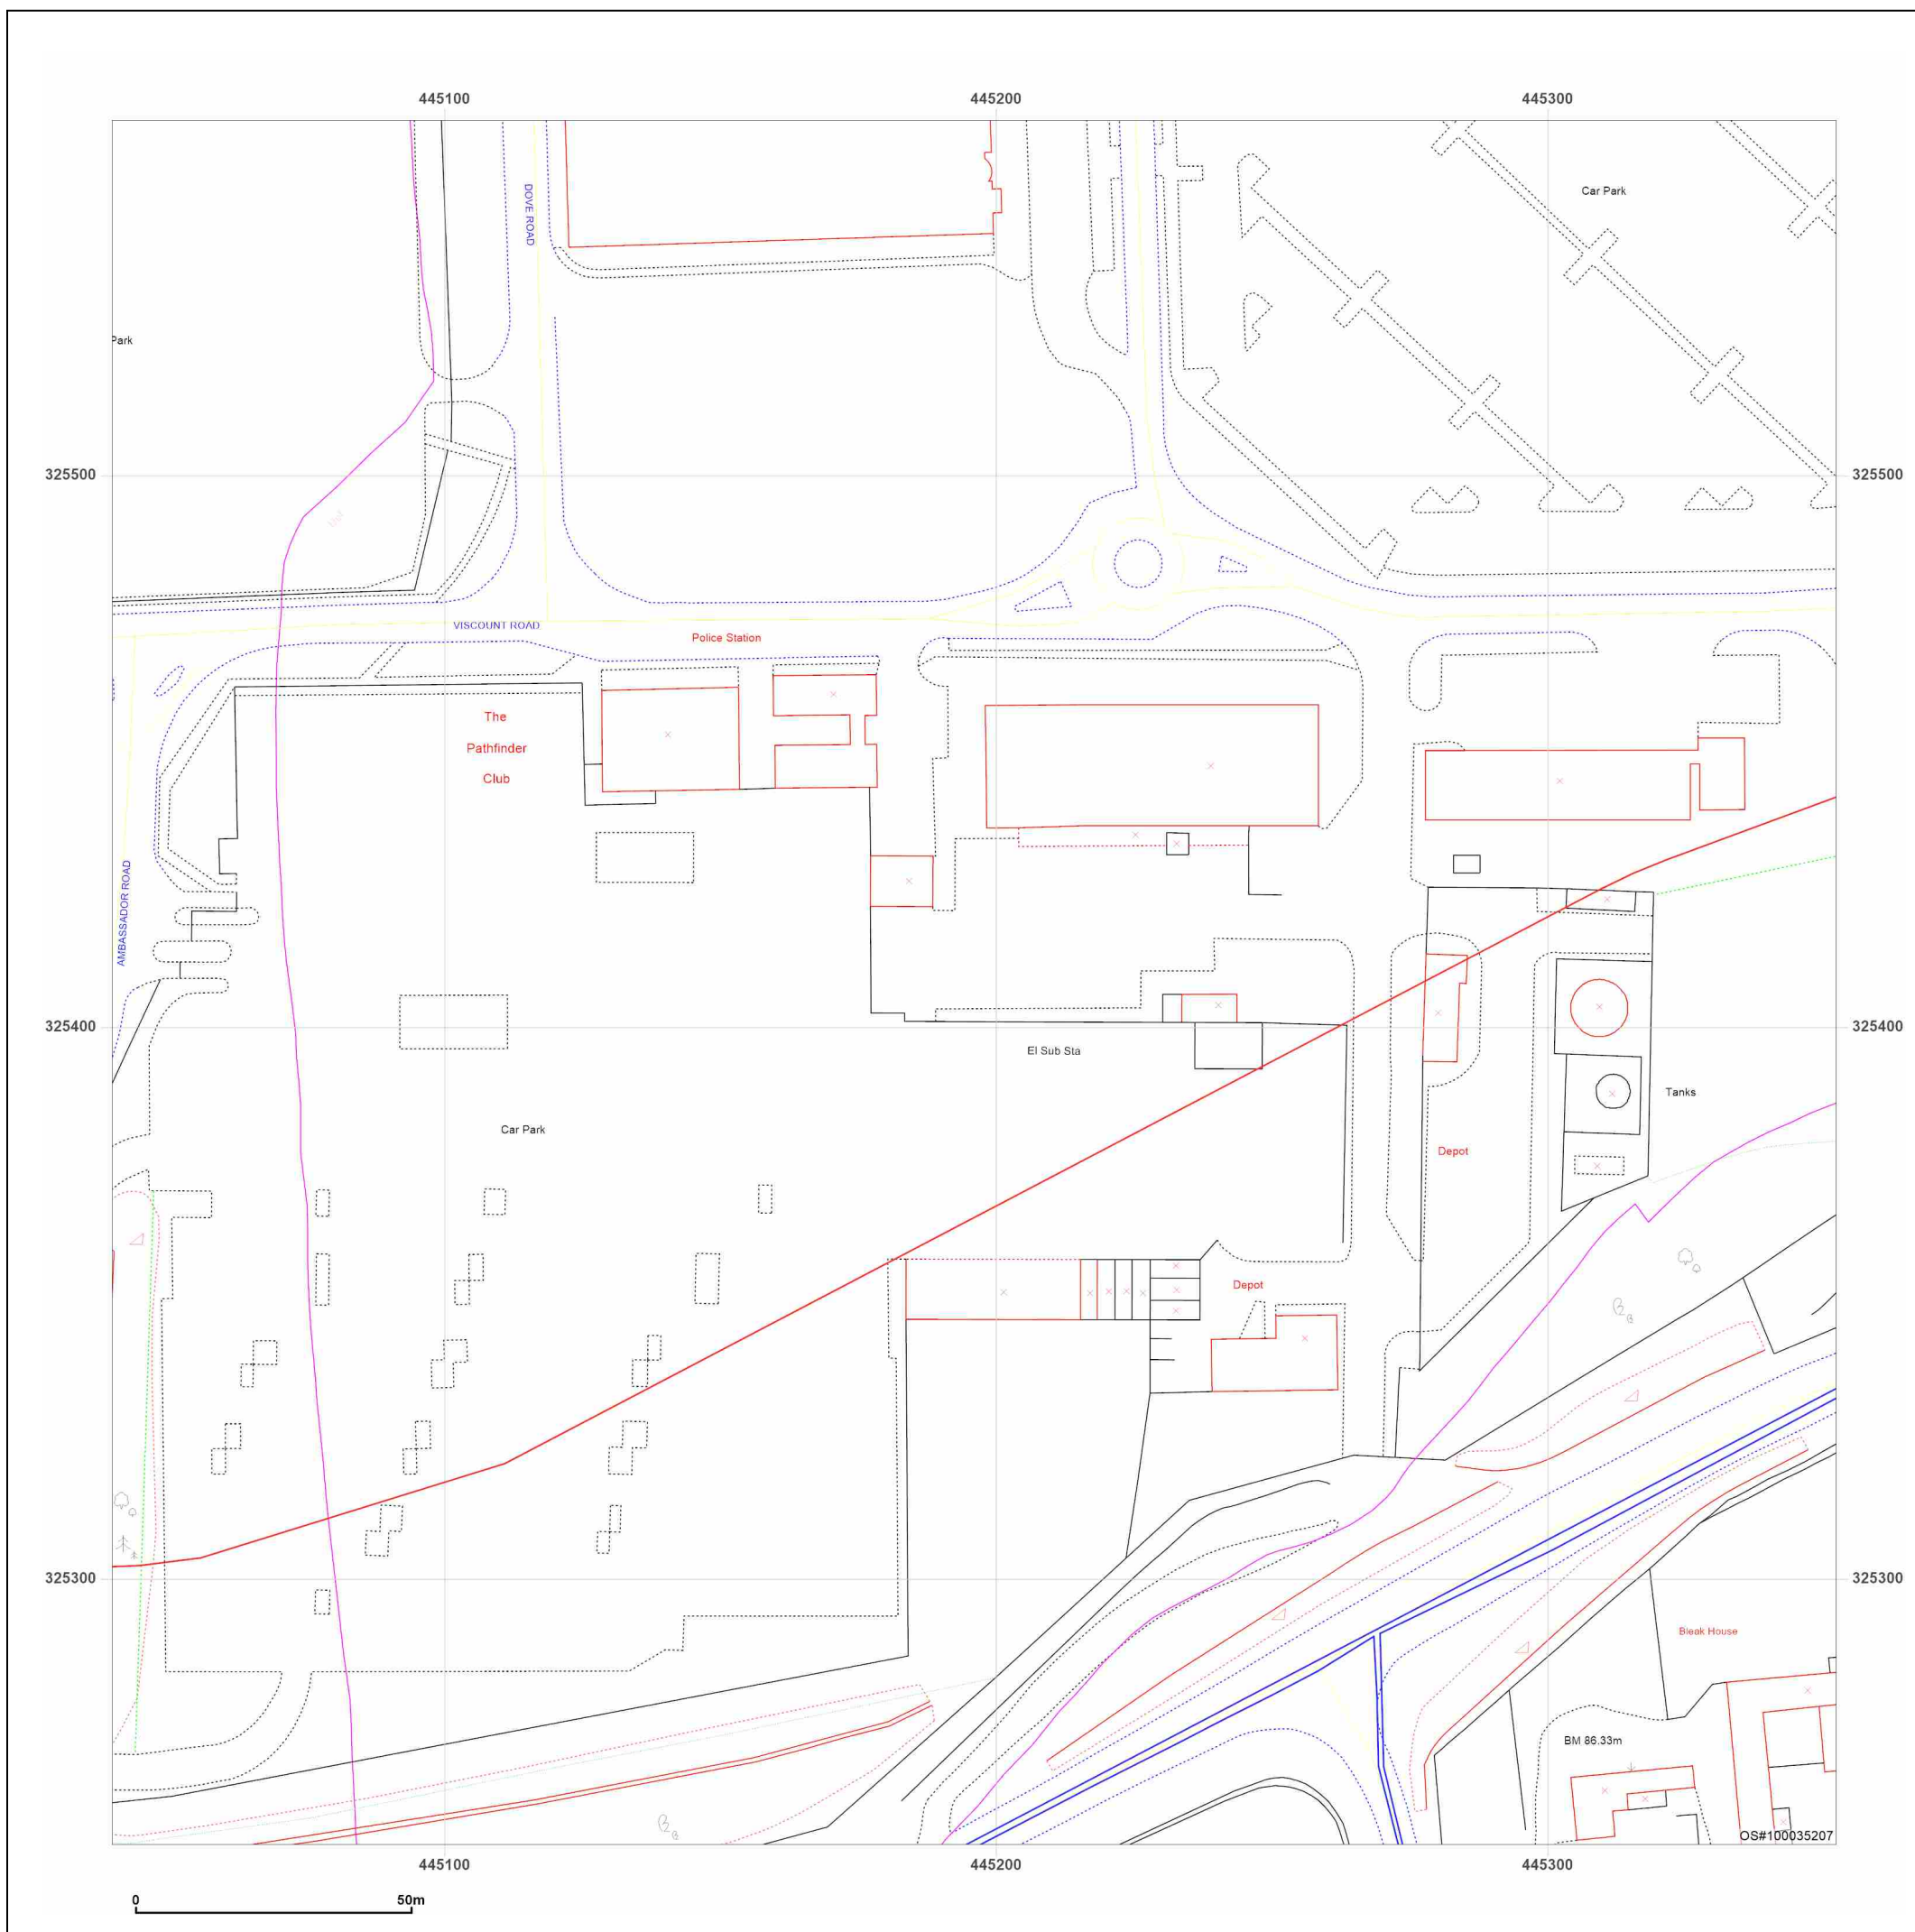 445100
445200
445300
DOVE ROAD
Car Park
Park
325500
325500
VISCOUNT ROAD
Police Station
The
Pathfinder
Club
AMBASSADOR ROAD
325400
325400
El Sub Sta
Tanks
Car Park
Depot
Depot
325300
325300
Bleak House
BM 86.33m
OS#100035207
445100
445200
445300
0
50m